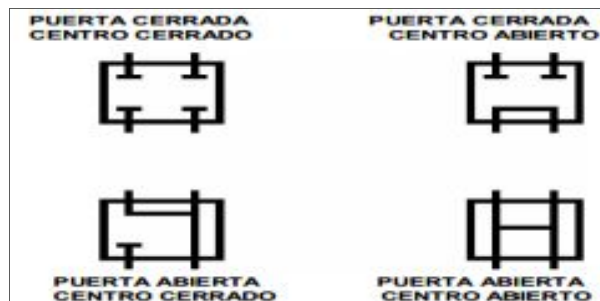 PUERTA CERRADA
CENTRO CERRADO
PUERTA CERRADA
CENTRO ABIERTO
PUERTA ABIERTA
CENTRO CERRADO
PUERTA ABIERTA
CENTRO ABIERTO